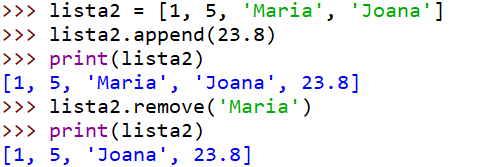 >>> lista2 = [1, 5, 'Maria', 'Joana']
>>> lista2.append(23.8)
>>> print(lista2)
[1, 5, 'Maria', 'Joana', 23.8]
>>> lista2.remove('Maria')
>>> print(lista2)
[1, 5, 'Joana', 23.8]